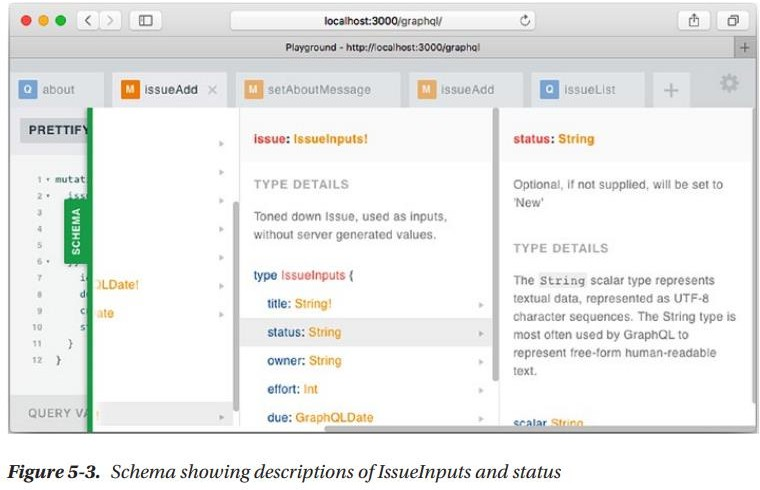 localhost:3000/graphql/
Playground - http://localhost:3000/graphql
+
Q about
M issueAdd ×
M setAboutMessage
M issueAdd
Q issueList
+
PRETTIFY
1 mutat
2 iss
3
4
5
6
7
8
9
10
11 }
12 }
SCHEMA
QLDate!
ate
QUERY VA
issue: IssueInputs!
TYPE DETAILS
Toned down Issue, used as inputs,
without server generated values.
type IssueInputs {
title: String!
status: String
owner: String
effort: Int
due: GraphQLDate
status: String
Optional, if not supplied, will be set to
'New'
TYPE DETAILS
The String scalar type represents
textual data, represented as UTF-8
character sequences. The String type is
most often used by GraphQL to
represent free-form human-readable
text.
scalar String
Figure 5-3. Schema showing descriptions of IssueInputs and status